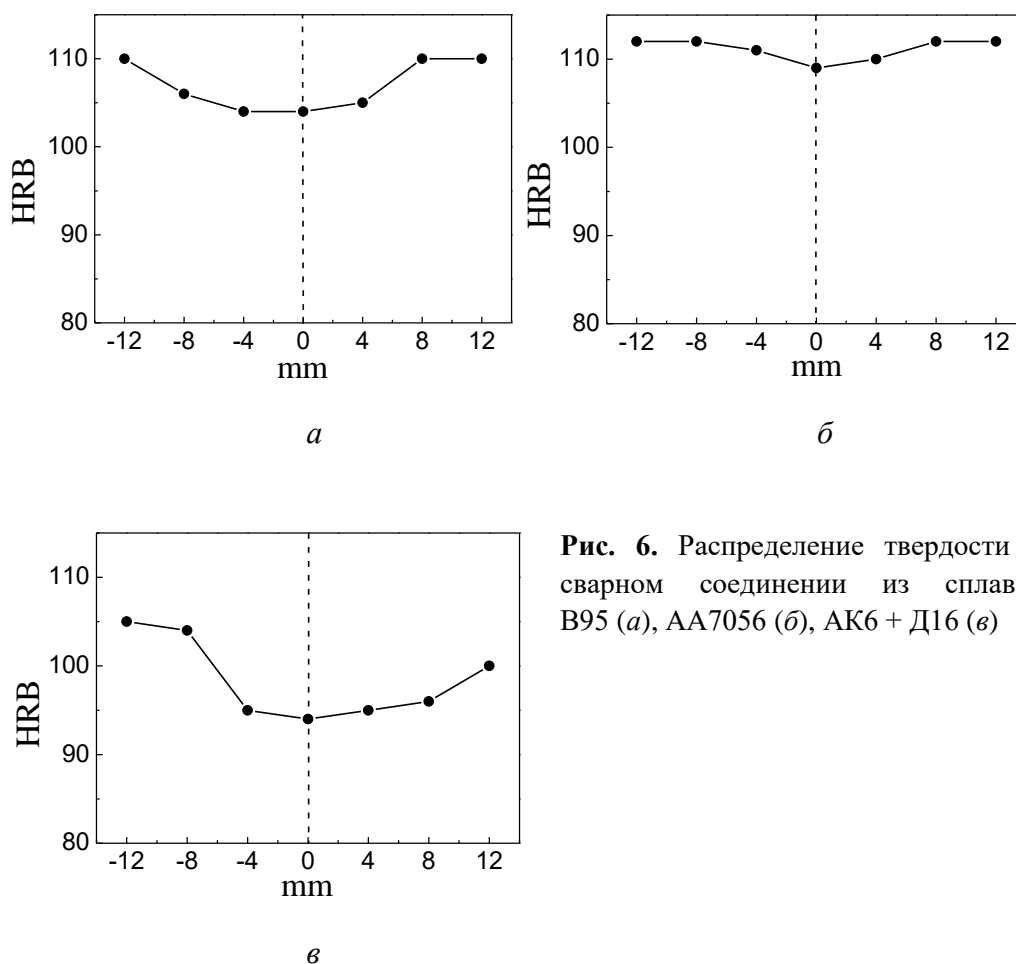 110
100
90
80
HRB
-12 -8 -4 0 4 8 12
mm
а
110
100
90
80
HRB
-12 -8 -4 0 4 8 12
mm
б
110
100
90
80
HRB
-12 -8 -4 0 4 8 12
mm
в
Рис. 6. Распределение твердости
сварном соединении из сплав
В95 (а), АА7056 (б), АК6 + Д16 (в)